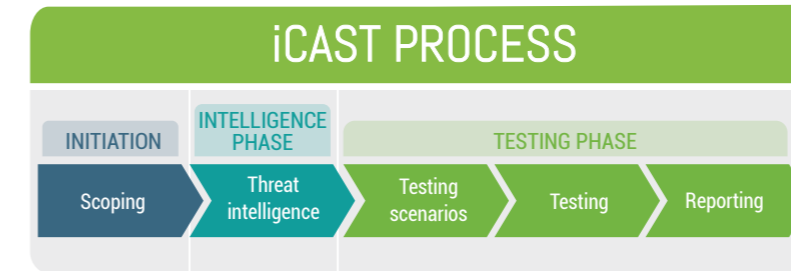 iCAST PROCESS
INITIATION
INTELLIGENCE
PHASE
TESTING PHASE
Scoping
Threat
intelligence
Testing
scenarios
Testing
Reporting